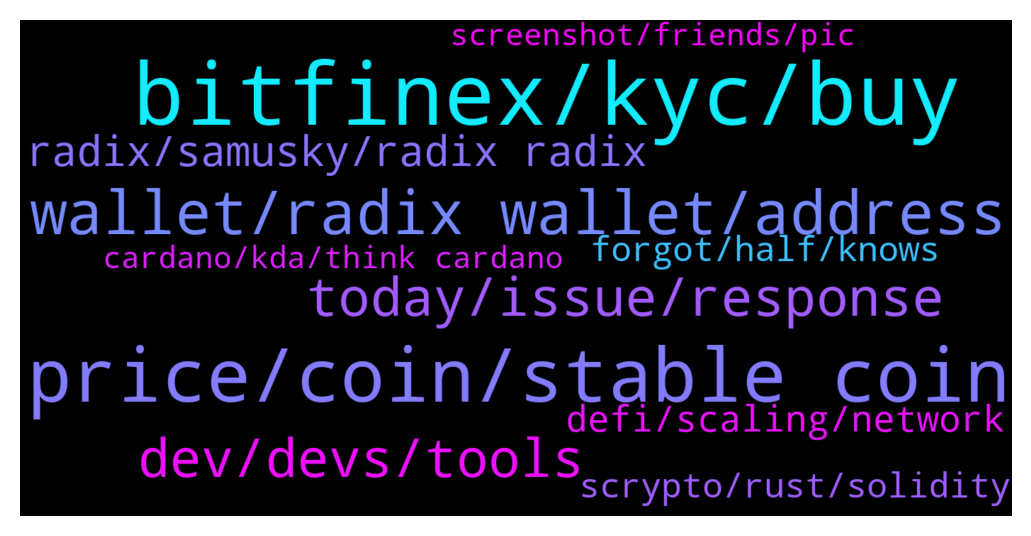 screenshot/friends/pic
bitfinex/kyc/buy
radix/samusky/radix radix
wallet/radix wallet/address
forgot/half/knows
cardano/kda/think cardano
today/issue/response
price/coin/stable coin
defi/scaling/network
dev/devs/tools
scrypto/rust/solidity